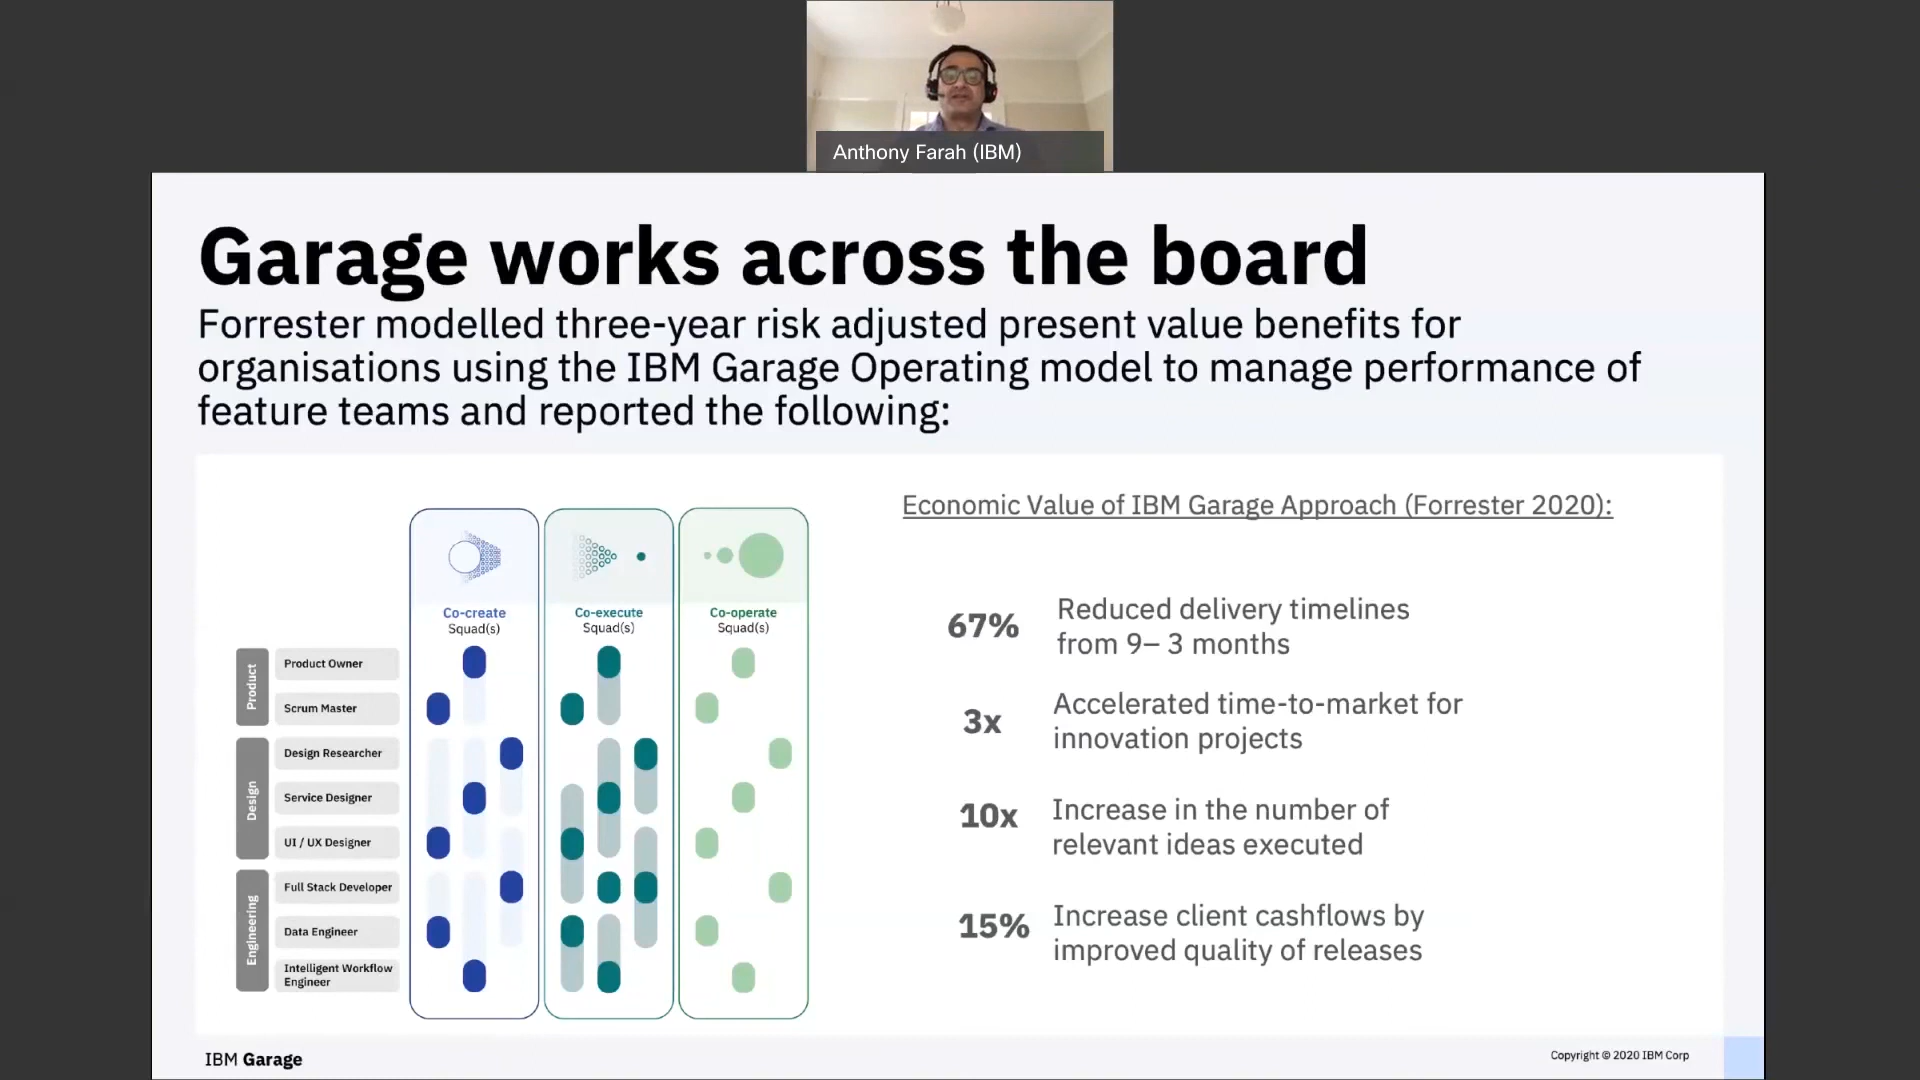 Anthony Farah (IBM)
Garage works across the board
Forrester modelled three-year risk adjusted present value benefits for
organisations using the IBM Garage Operating model to manage performance of
feature teams and reported the following:
Co-create
Squad(s)
Co-execute
Squad(s)
Co-operate
Squad(s)
Product
Product Owner
Scrum Master
Design
Design Researcher
Service Designer
UI / UX Designer
Engineering
Full Stack Developer
Data Engineer
Intelligent Workflow
Engineer
Economic Value of IBM Garage Approach (Forrester 2020):
67%
Reduced delivery timelines
from 9– 3 months
3x
Accelerated time-to-market for
innovation projects
10x
Increase in the number of
relevant ideas executed
15%
Increase client cashflows by
improved quality of releases
IBM Garage
Copyright © 2020 IBM Corp